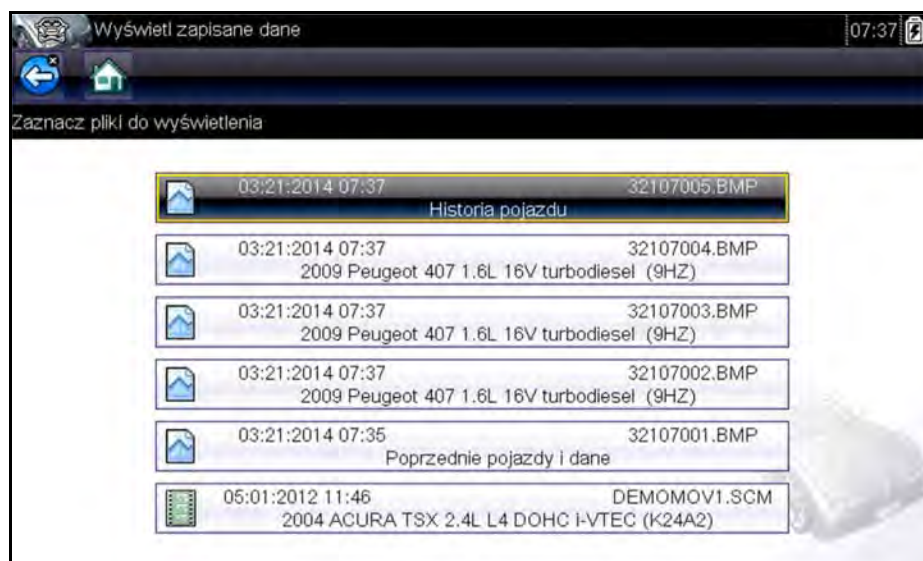 Wyświetl zapisane dane 07:37
Zaznacz pliki do wyświetlenia
03:21:2014 07:37 32107005.BMP
Historia pojazdu
03:21:2014 07:37 32107004.BMP
2009 Peugeot 407 1.6L 16V turbodiesel (9HZ)
03:21:2014 07:37 32107003.BMP
2009 Peugeot 407 1.6L 16V turbodiesel (9HZ)
03:21:2014 07:37 32107002.BMP
2009 Peugeot 407 1.6L 16V turbodiesel (9HZ)
03:21:2014 07:35 32107001.BMP
Poprzednie pojazdy i dane
05:01:2012 11:46 DEMOMOV1.SCM
2004 ACURA TSX 2.4L L4 DOHC I-VTEC (K24A2)